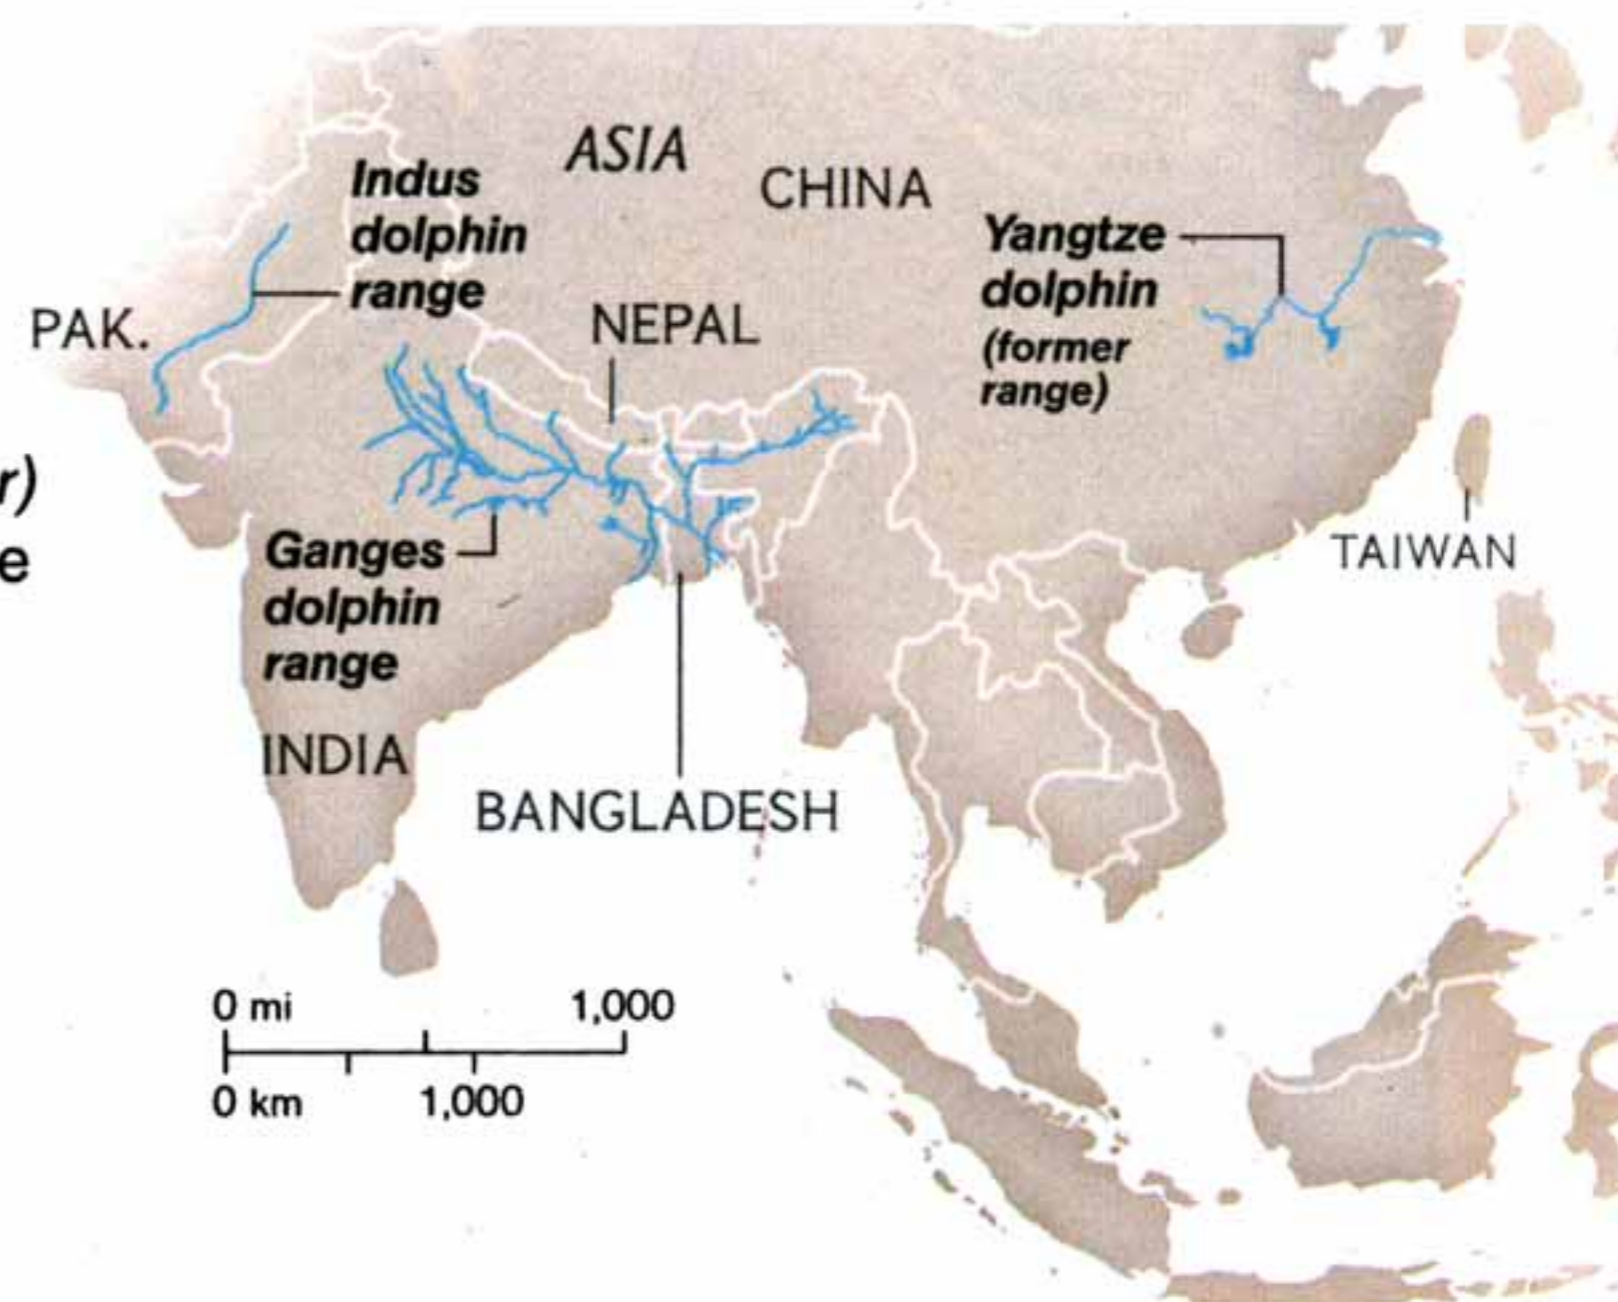 ASIA
CHINA
Indus
dolphin
range
PAK.
NEPAL
Yangtze
dolphin
(former
range)
r)
e
Ganges
dolphin
range
TAIWAN
INDIA
BANGLADESH
0 mi 1,000
0 km 1,000